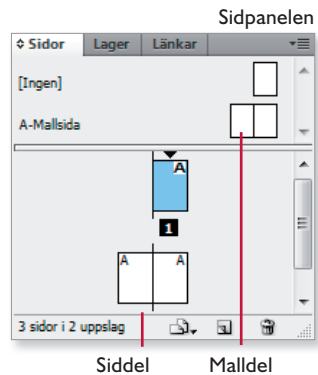 Sidpanelen
Sidor Lager Länkar
[Ingen]
A-Mallsida
A
1
A A
3 sidor i 2 uppslag
Siddel Malldel